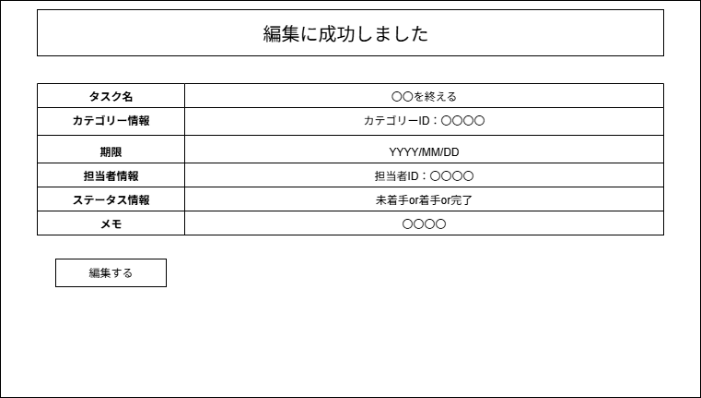 編集に成功しました
タスク名 〇〇を終える
カテゴリー情報 カテゴリーID：〇〇〇〇
期限 YYYY/MM/DD
担当者情報 担当者ID：〇〇〇〇
ステータス情報 未着手or着手or完了
メモ 〇〇〇〇
編集する